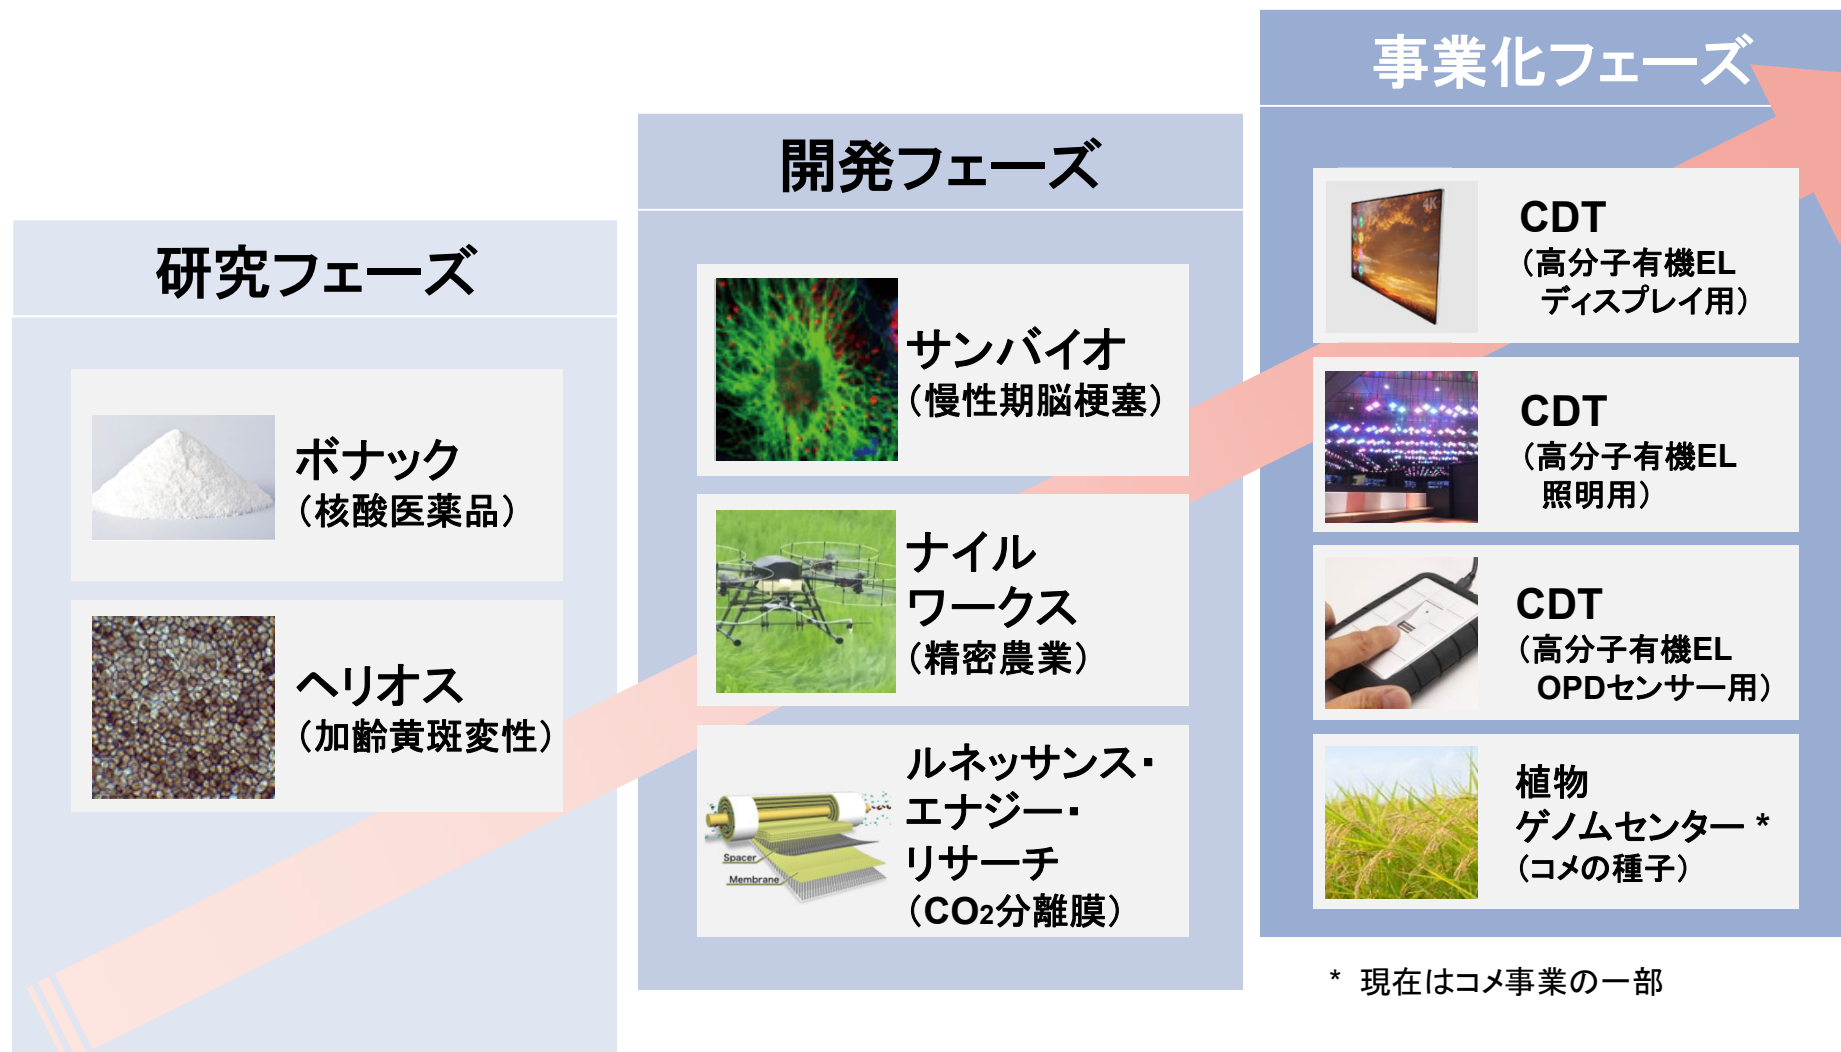 研究フェーズ
ボナック
（核酸医薬品）
ヘリオス
（加齢黄斑変性）
開発フェーズ
サンバイオ
（慢性期脳梗塞）
ナイル
ワークス
（精密農業）
Spacer
Membrane
ルネッサンス・
エナジー・
リサーチ
（CO2分離膜）
事業化フェーズ
4K
CDT
（高分子有機EL
ディスプレイ用）
CDT
（高分子有機EL
照明用）
CDT
（高分子有機EL
OPDセンサー用）
植物
ゲノムセンター *
（コメの種子）
* 現在はコメ事業の一部